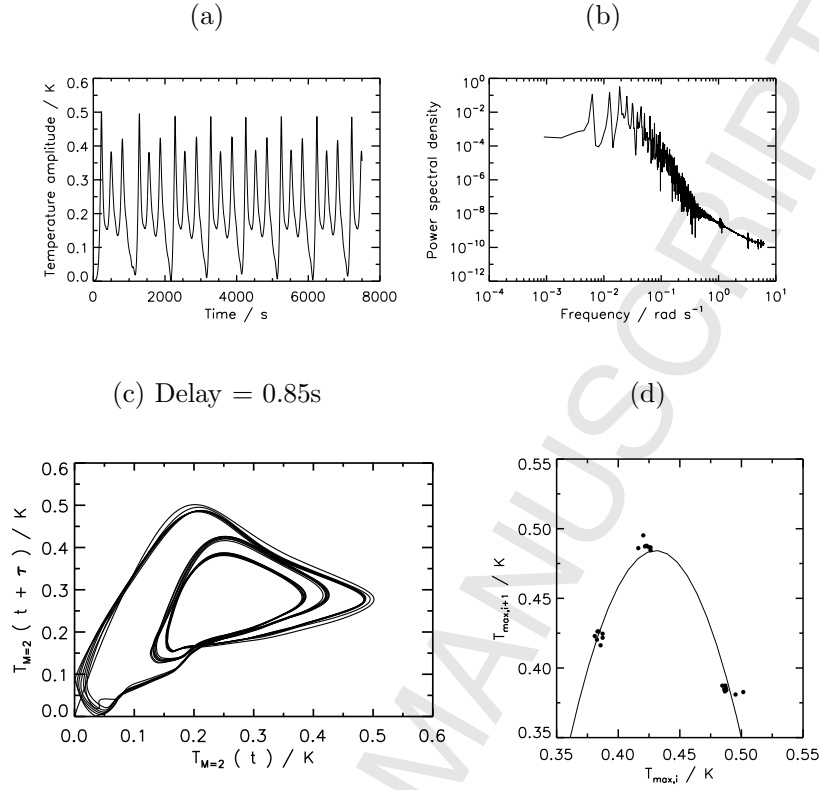 (a)
(b)
Temperature amplitude / K
0.6
0.5
0.4
0.3
0.2
0.1
0.0
0 2000 4000 6000 8000
Time / s
Power spectral density
10^0
10^-2
10^-4
10^-6
10^-8
10^-10
10^-12
10^-4 10^-3 10^-2 10^-1 10^0 10^1
Frequency / rad s^-1
(c) Delay = 0.85s
(d)
T_M=2 ( t + τ ) / K
0.6
0.5
0.4
0.3
0.2
0.1
0.0
0.0 0.1 0.2 0.3 0.4 0.5 0.6
T_M=2 ( t ) / K
T_max,i+1 / K
0.55
0.50
0.45
0.40
0.35
0.35 0.40 0.45 0.50 0.55
T_max,i / K
MANUSCRIPT